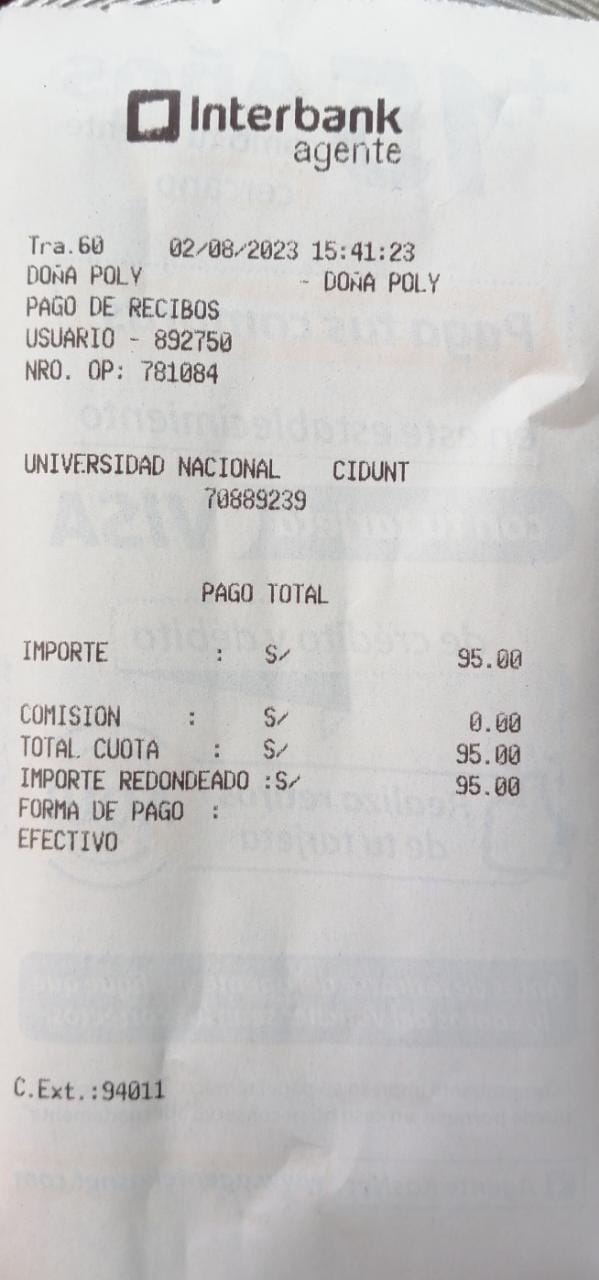 Interbank
agente
Tra.60 02/08/2023 15:41:23
DOÑA POLY - DOÑA POLY
PAGO DE RECIBOS
USUARIO - 892750
NRO. OP: 781084
UNIVERSIDAD NACIONAL CIDUNT
70889239
PAGO TOTAL
IMPORTE : S/ 95.00
COMISION : S/ 0.00
TOTAL CUOTA : S/ 95.00
IMPORTE REDONDEADO :S/ 95.00
FORMA DE PAGO :
EFECTIVO
C.Ext.:94011